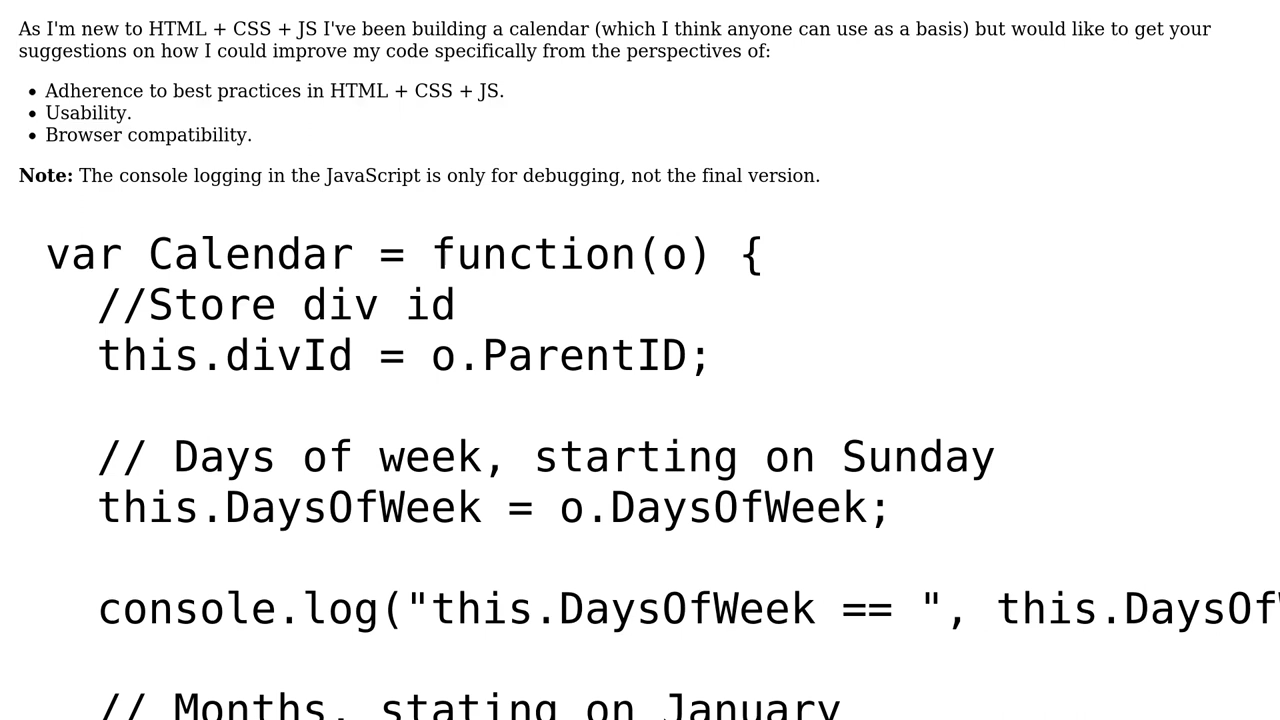 As I'm new to HTML + CSS + JS I've been building a calendar (which I think anyone can use as a basis) but would like to get your
suggestions on how I could improve my code specifically from the perspectives of:
• Adherence to best practices in HTML + CSS + JS.
• Usability.
• Browser compatibility.
Note: The console logging in the JavaScript is only for debugging, not the final version.
var Calendar = function(o) {
  //Store div id
  this.divId = o.ParentID;
  // Days of week, starting on Sunday
  this.DaysOfWeek = o.DaysOfWeek;
  console.log("this.DaysOfWeek == ", this.DaysOf
  // Months, stating on January